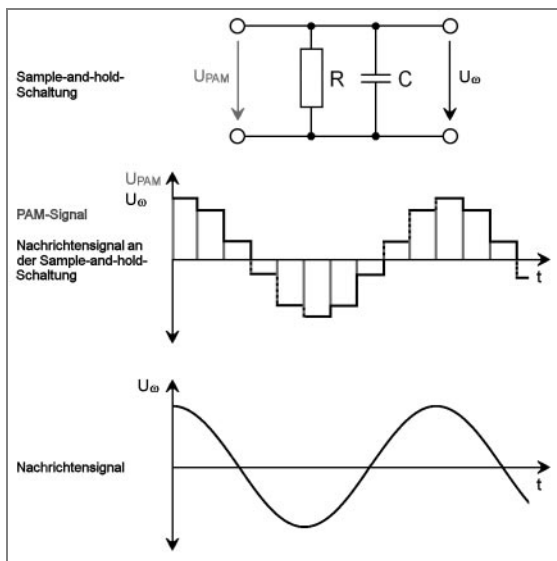 Sample-and-hold-
Schaltung
UPAM
R
C
Uω
UPAM
Uω
PAM-Signal
Nachrichtensignal an
der Sample-and-hold-
Schaltung
t
Uω
Nachrichtensignal
t